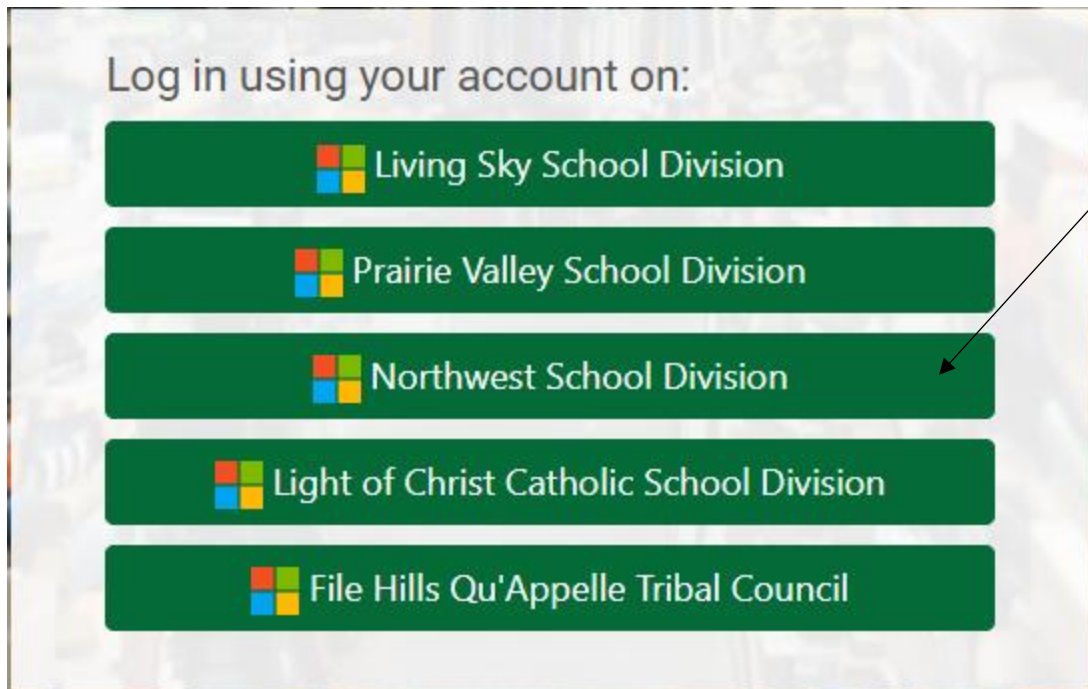 Log in using your account on:
Living Sky School Division
Prairie Valley School Division
Northwest School Division
Light of Christ Catholic School Division
File Hills Qu'Appelle Tribal Council